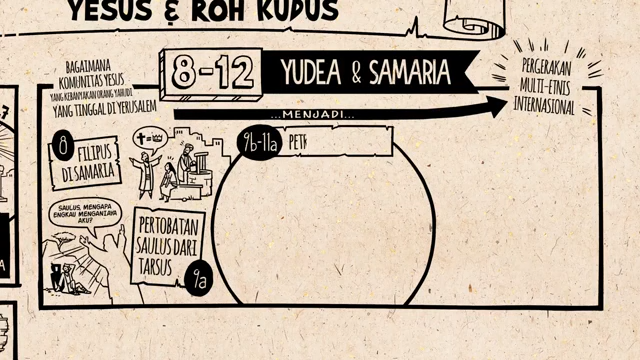 YESUS & ROH KUDUS
BAGAIMANA
KOMUNITAS YESUS
YANG KEBANYAKAN ORANG YAHUDI
YANG TINGGAL DI YERUSALEM
8-12
YUDEA & SAMARIA
PERGERAKAN
MULTI-ETNIS
INTERNASIONAL
...MENJADI...
8
FILIPUS
DI SAMARIA
9b-11a
PETR
SAULUS, MENGAPA
ENGKAU MENGANIAYA
AKU?
PERTOBATAN
SAULUS DARI
TARSUS
9a